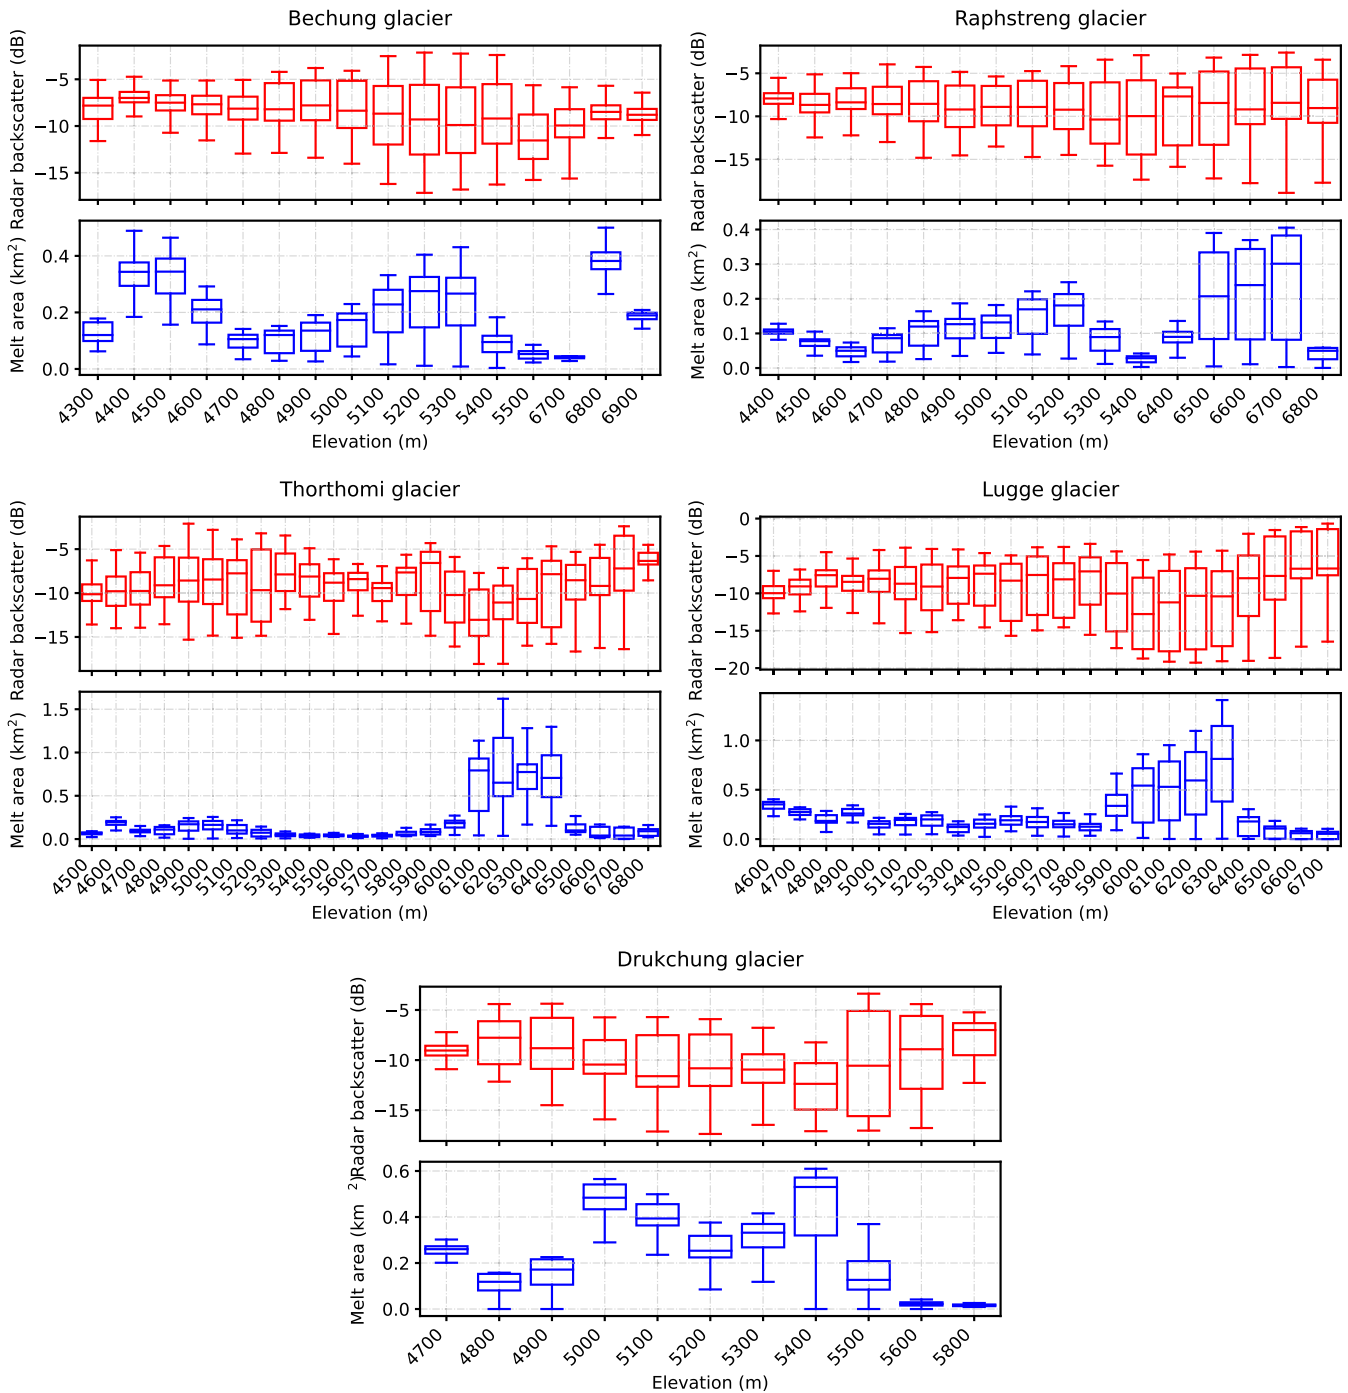 Bechung glacier
Radar backscatter (dB)
−5
−10
−15
Melt area (km²)
0.4
0.2
0.0
4300 4400 4500 4600 4700 4800 4900 5000 5100 5200 5300 5400 5500 6700 6800 6900
Elevation (m)
Raphstreng glacier
Radar backscatter (dB)
−5
−10
−15
Melt area (km²)
0.4
0.3
0.2
0.1
0.0
4400 4500 4600 4700 4800 4900 5000 5100 5200 5300 5400 6400 6500 6600 6700 6800
Elevation (m)
Thorthomi glacier
Radar backscatter (dB)
−5
−10
−15
Melt area (km²)
1.5
1.0
0.5
0.0
4500 4600 4700 4800 4900 5000 5100 5200 5300 5400 5500 5600 5700 5800 5900 6000 6100 6200 6300 6400 6500 6600 6700 6800
Elevation (m)
Lugge glacier
Radar backscatter (dB)
0
−5
−10
−15
−20
Melt area (km²)
1.0
0.5
0.0
4600 4700 4800 4900 5000 5100 5200 5300 5400 5500 5600 5700 5800 5900 6000 6100 6200 6300 6400 6500 6600 6700
Elevation (m)
Drukchung glacier
Radar backscatter (dB)
−5
−10
−15
Melt area (km ²)
0.6
0.4
0.2
0.0
4700 4800 4900 5000 5100 5200 5300 5400 5500 5600 5800
Elevation (m)